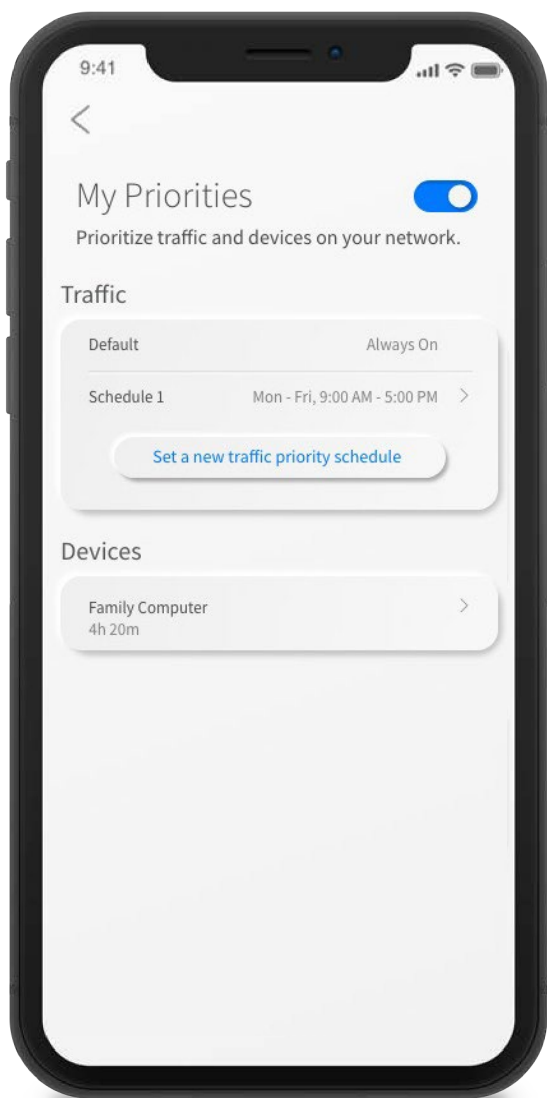 9:41
My Priorities
Prioritize traffic and devices on your network.
Traffic
Default Always On
Schedule 1 Mon - Fri, 9:00 AM - 5:00 PM
Set a new traffic priority schedule
Devices
Family Computer
4h 20m